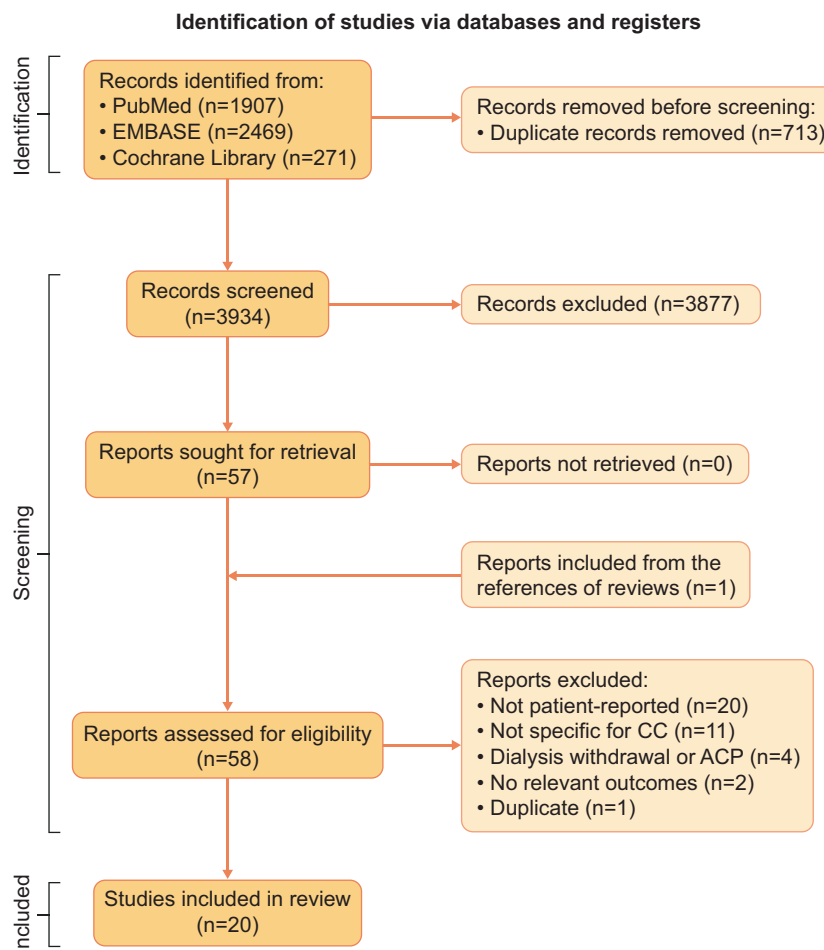 Identification of studies via databases and registers
Identification
Records identified from:
• PubMed (n=1907)
• EMBASE (n=2469)
• Cochrane Library (n=271)
Records removed before screening:
• Duplicate records removed (n=713)
Screening
Records screened
(n=3934)
Records excluded (n=3877)
Reports sought for retrieval
(n=57)
Reports not retrieved (n=0)
Reports included from the
references of reviews (n=1)
Reports assessed for eligibility
(n=58)
Reports excluded:
• Not patient-reported (n=20)
• Not specific for CC (n=11)
• Dialysis withdrawal or ACP (n=4)
• No relevant outcomes (n=2)
• Duplicate (n=1)
ncluded
Studies included in review
(n=20)